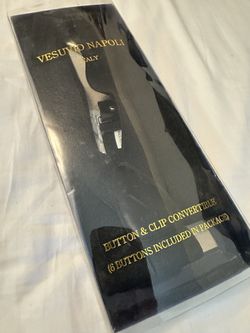 VESUVIO NAPOLI
ITALY
BUTTON & CLIP CONVERTIBLE
(6 BUTTONS INCLUDED IN PACKAGE)